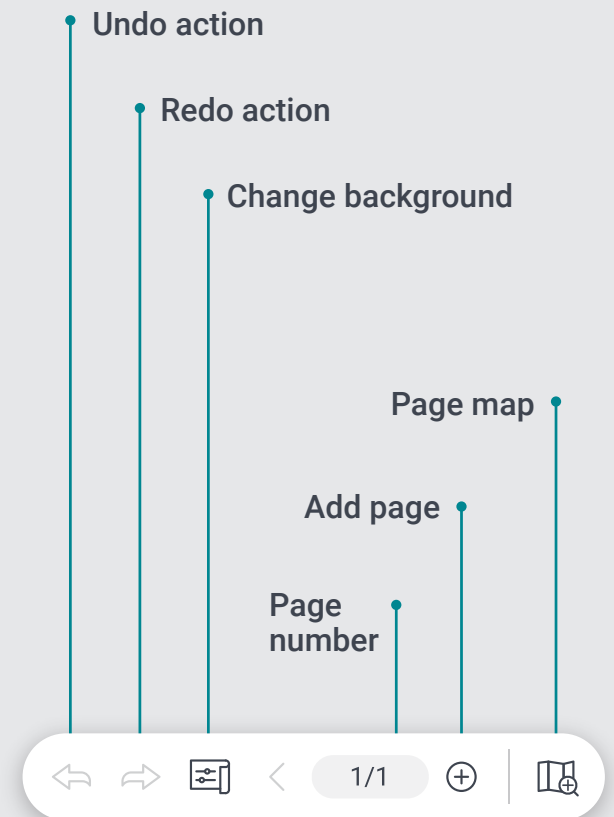 Undo action
Redo action
Change background
Page map
Add page
Page
number
1/1